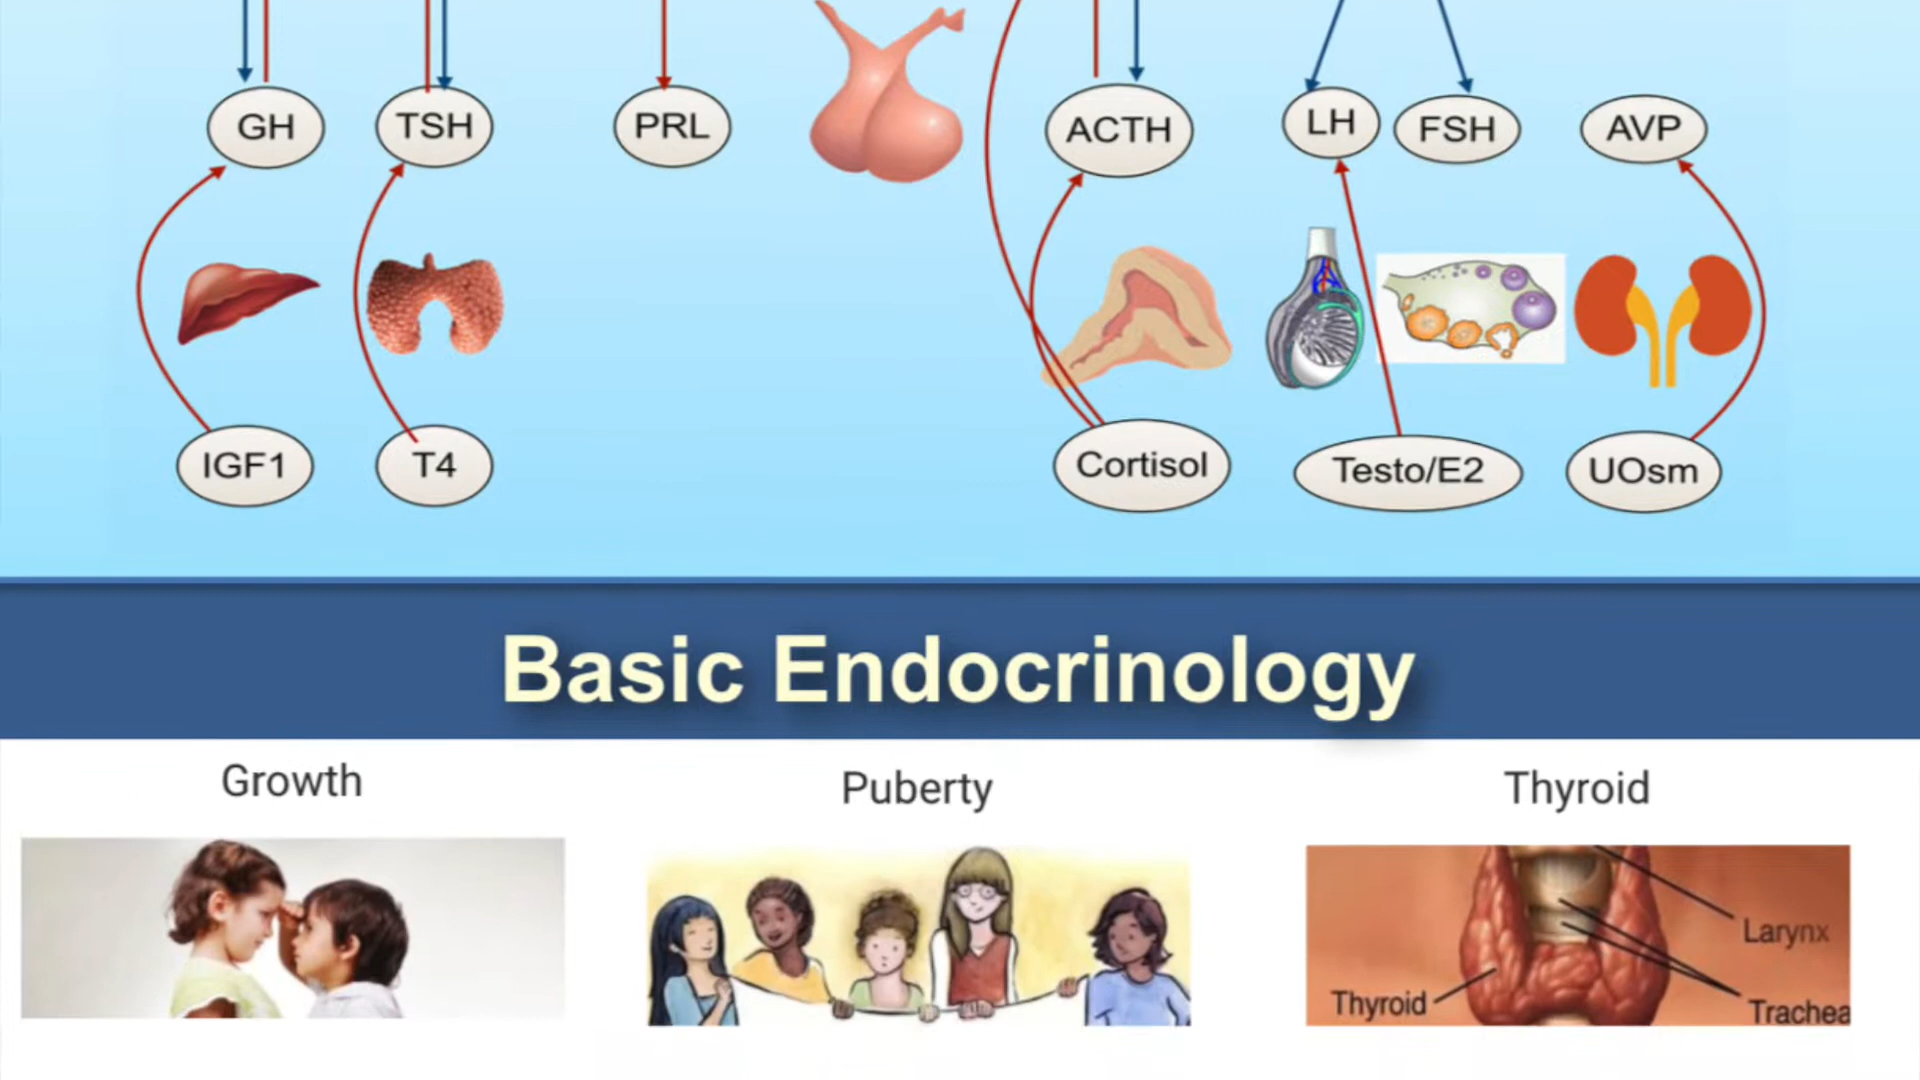 GH
TSH
PRL
ACTH
LH
FSH
AVP
IGF1
T4
Cortisol
Testo/E2
UOsm
Basic Endocrinology
Growth
Puberty
Thyroid
Larynx
Thyroid
Trachea